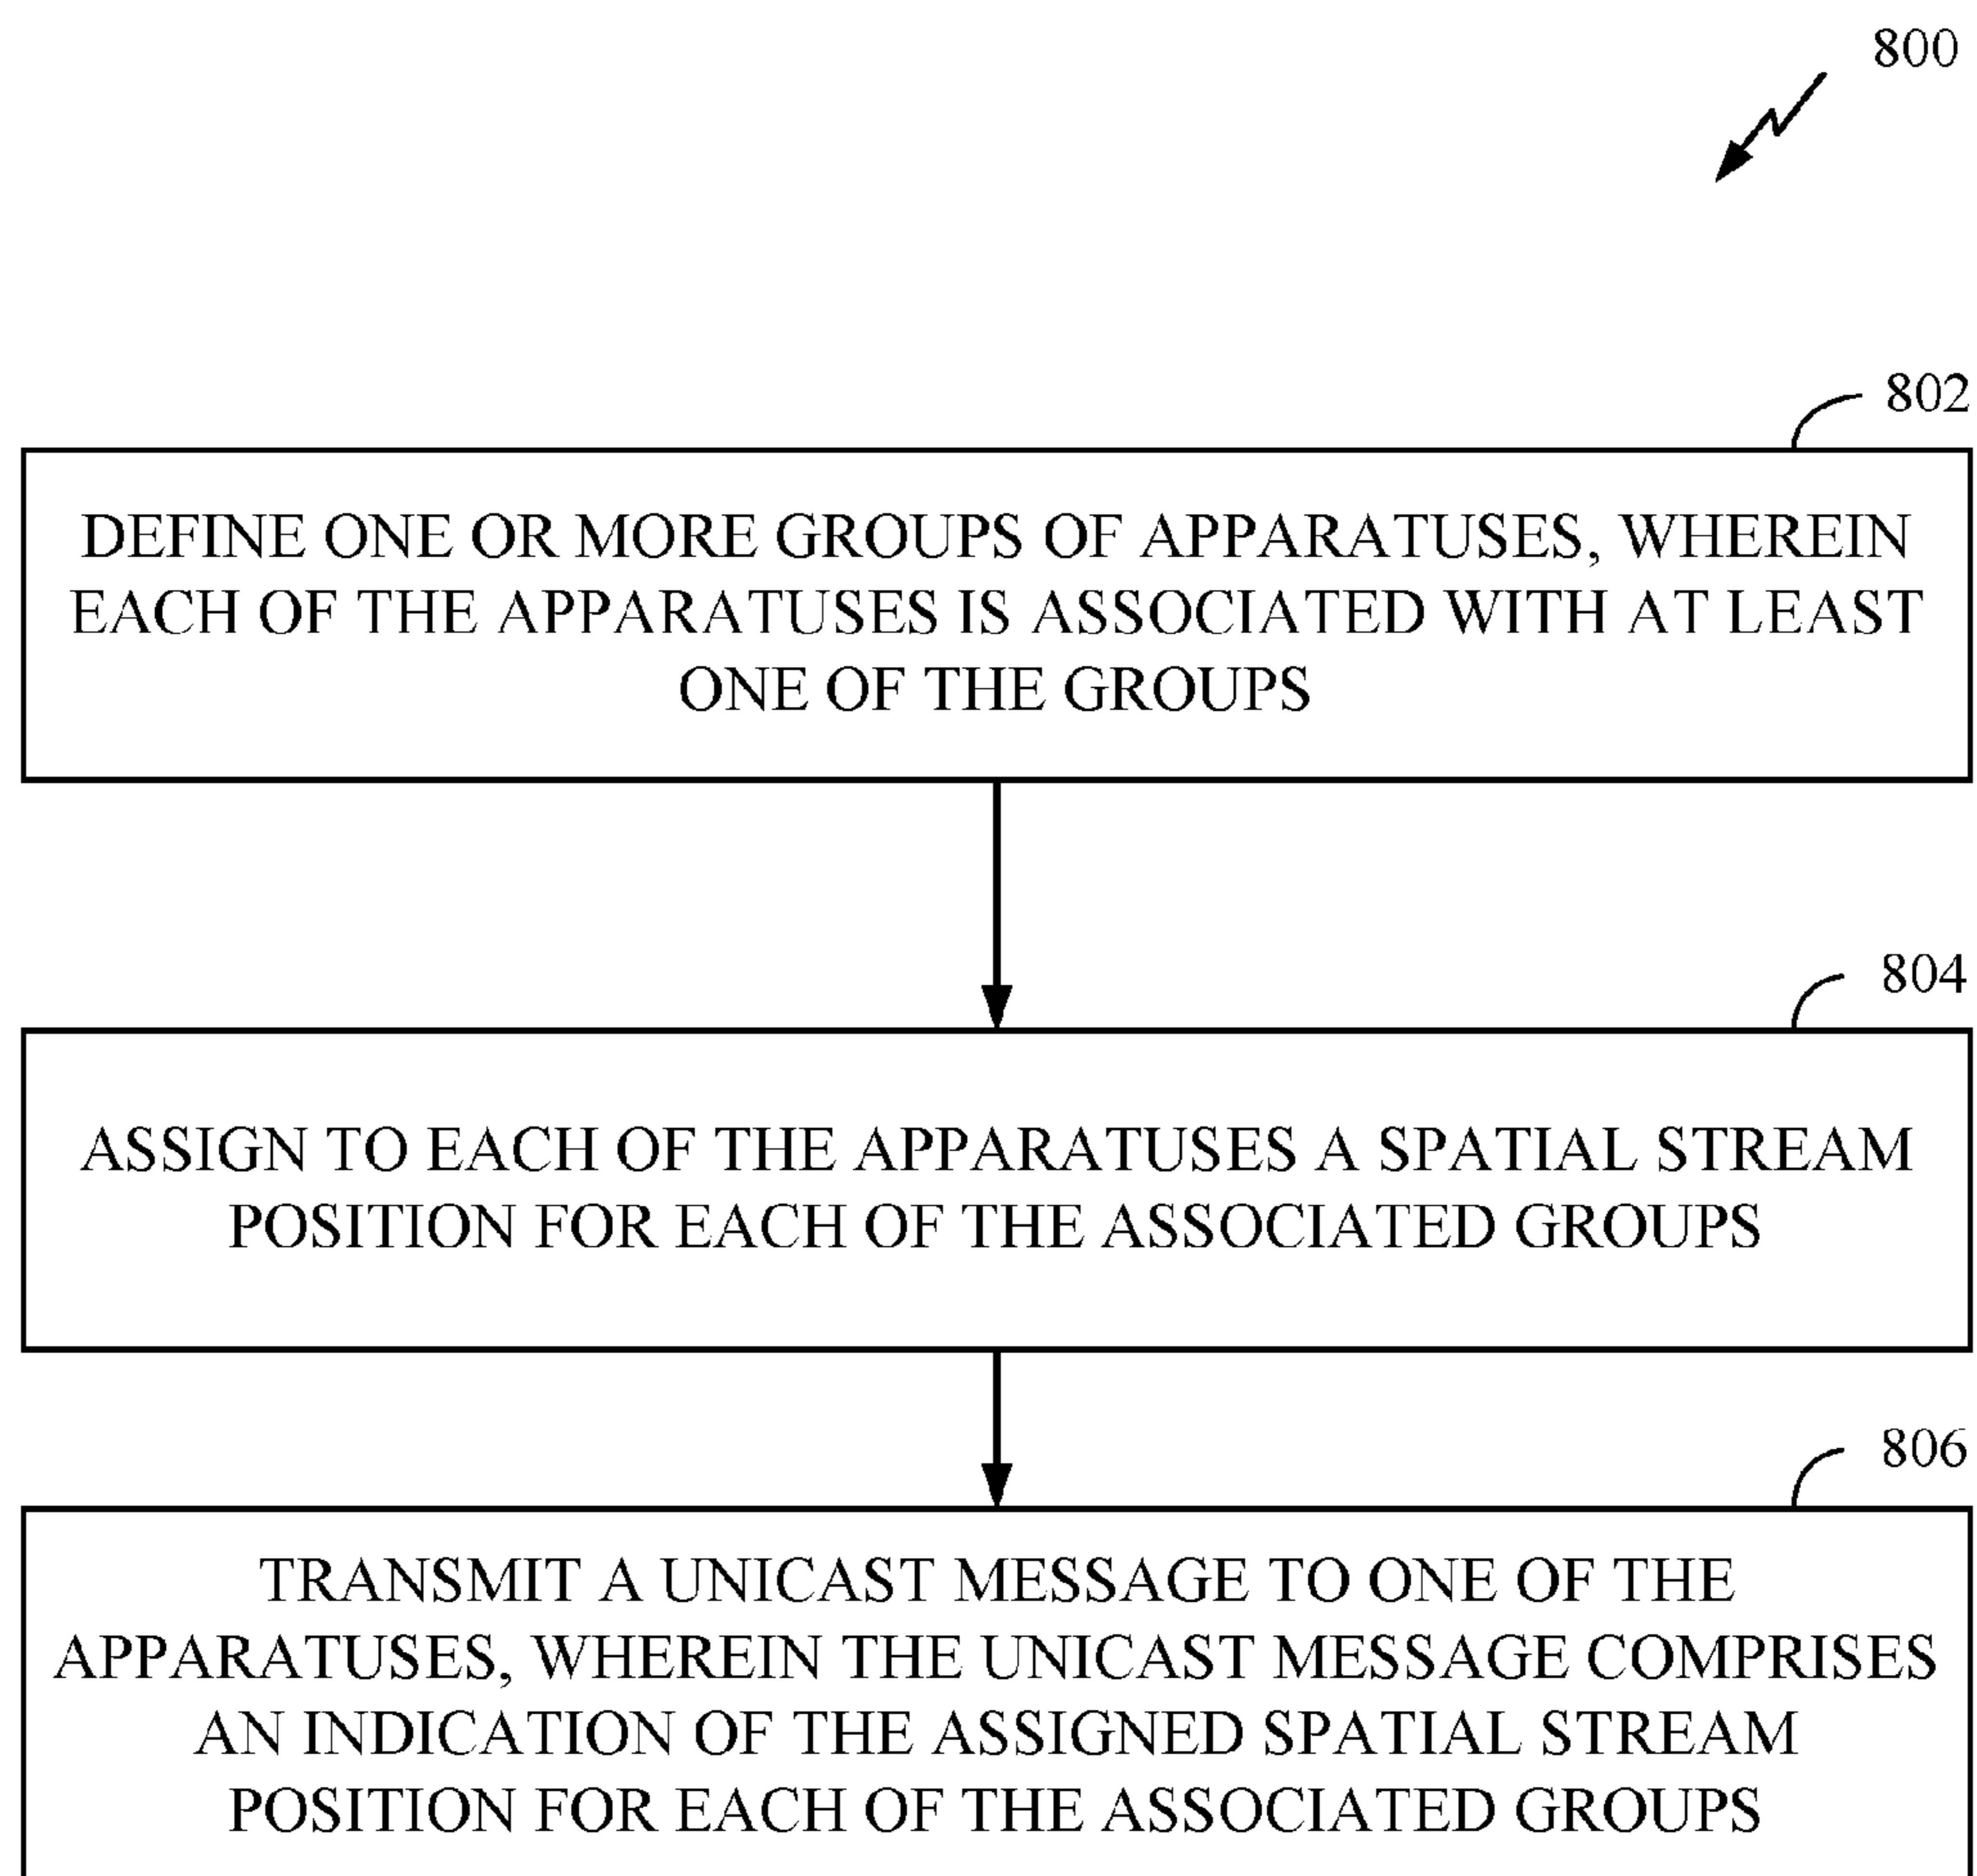 800
802
DEFINE ONE OR MORE GROUPS OF APPARATUSES, WHEREIN
EACH OF THE APPARATUSES IS ASSOCIATED WITH AT LEAST
ONE OF THE GROUPS
804
ASSIGN TO EACH OF THE APPARATUSES A SPATIAL STREAM
POSITION FOR EACH OF THE ASSOCIATED GROUPS
806
TRANSMIT A UNICAST MESSAGE TO ONE OF THE
APPARATUSES, WHEREIN THE UNICAST MESSAGE COMPRISES
AN INDICATION OF THE ASSIGNED SPATIAL STREAM
POSITION FOR EACH OF THE ASSOCIATED GROUPS